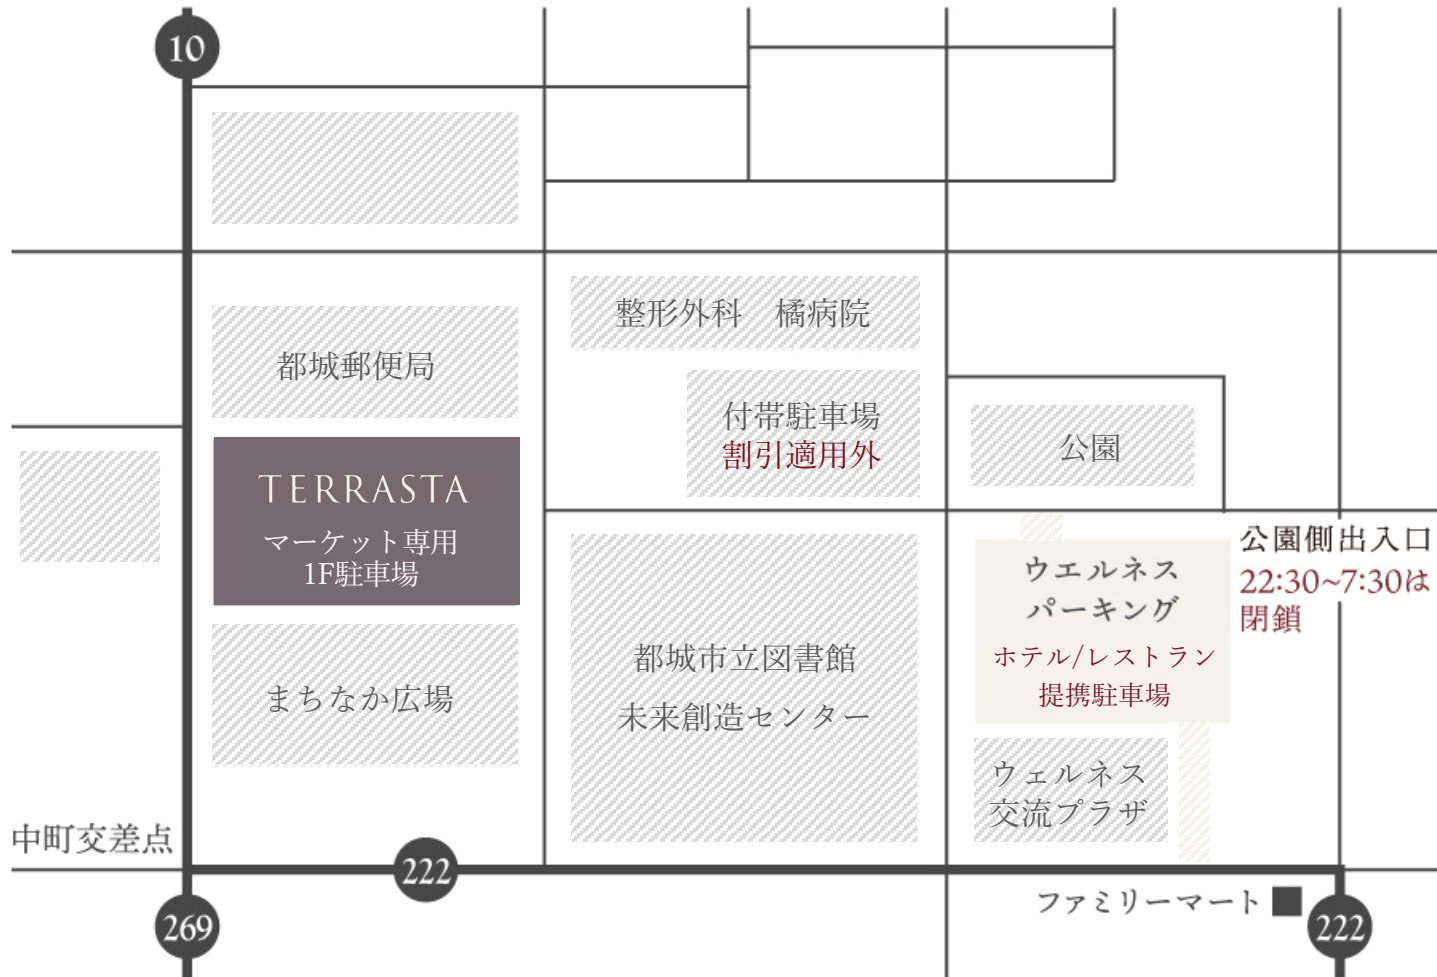 10
整形外科　橘病院
都城郵便局
付帯駐車場
割引適用外
公園
TERRASTA
マーケット専用
1F駐車場
公園側出入口
22:30~7:30は
閉鎖
ウエルネス
パーキング
ホテル/レストラン
提携駐車場
都城市立図書館
未来創造センター
まちなか広場
ウェルネス
交流プラザ
中町交差点
222
ファミリーマート
269
222